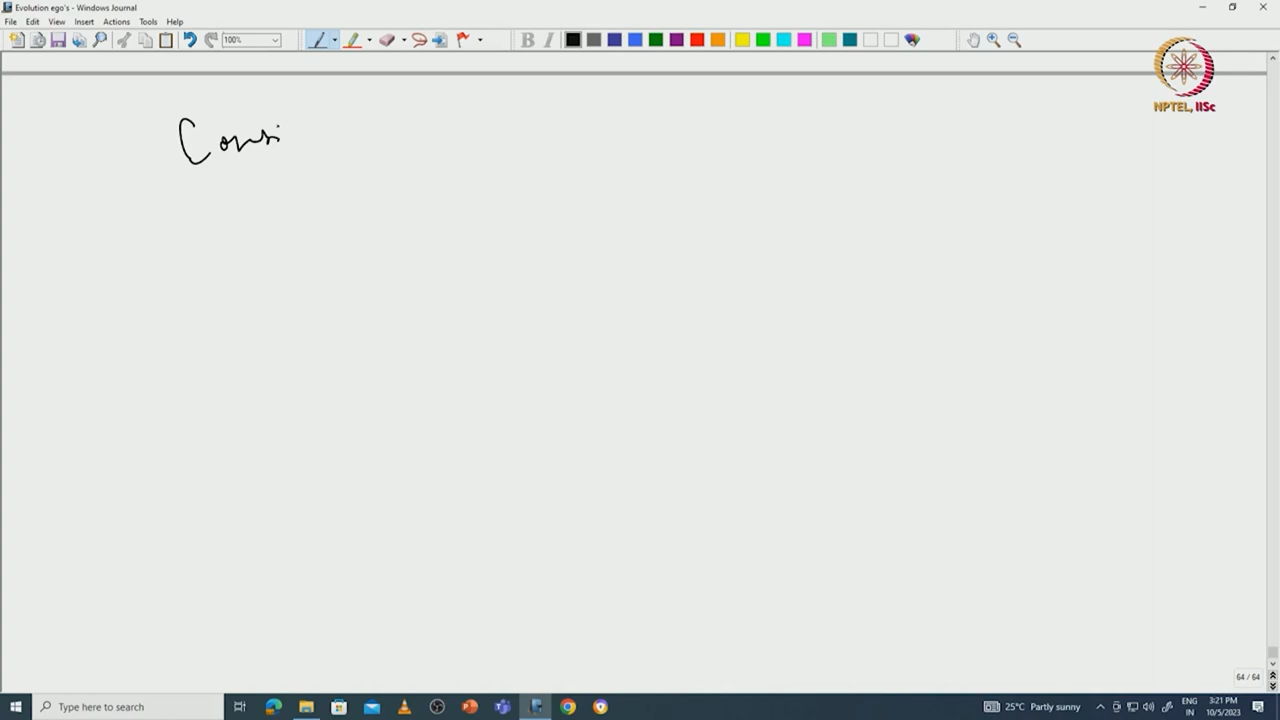 Evolution ego's - Windows Journal
File Edit View Insert Actions Tools Help
100%
B I
NPTEL, IISc
Consi
64 / 64
Type here to search
25°C Partly sunny
ENG
IN
3:21 PM
10/5/2023